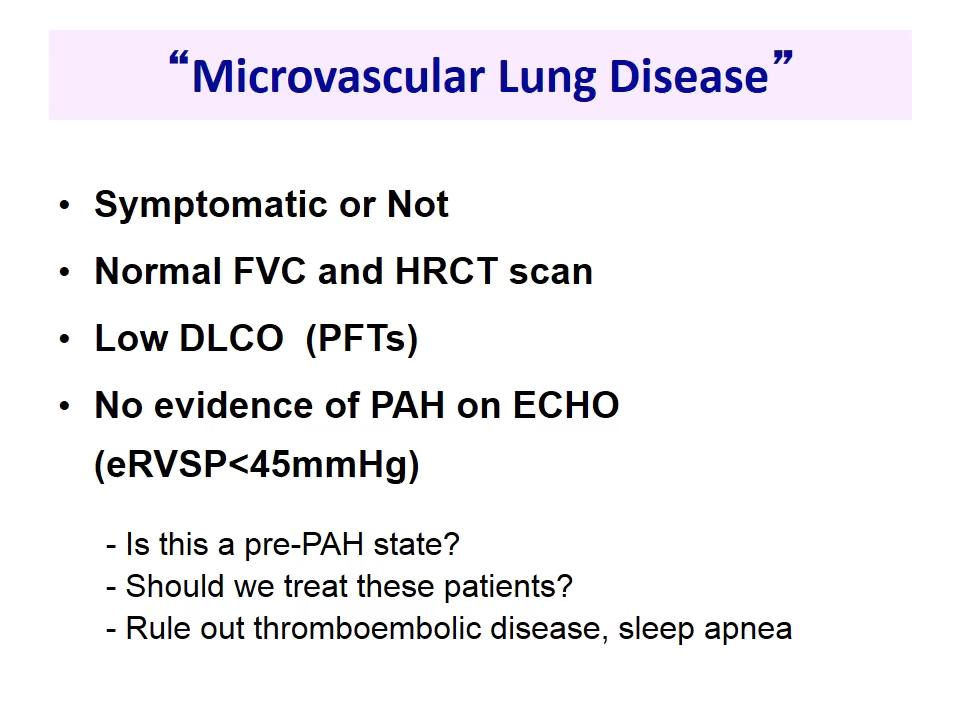 “Microvascular Lung Disease”
• Symptomatic or Not
• Normal FVC and HRCT scan
• Low DLCO  (PFTs)
• No evidence of PAH on ECHO
(eRVSP<45mmHg)
- Is this a pre-PAH state?
- Should we treat these patients?
- Rule out thromboembolic disease, sleep apnea